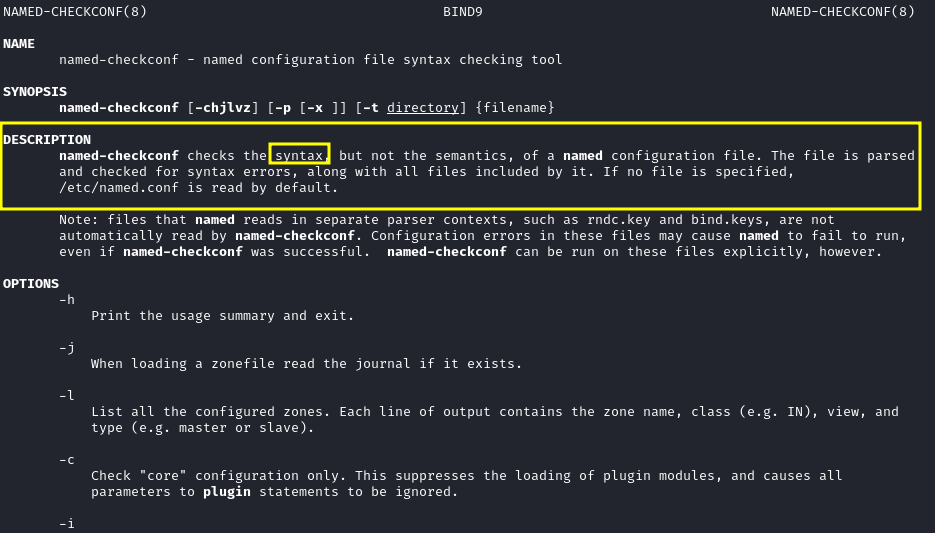 NAMED-CHECKCONF(8) BIND9 NAMED-CHECKCONF(8)
NAME
named-checkconf - named configuration file syntax checking tool
SYNOPSIS
named-checkconf [-chjlvz] [-p [-x ]] [-t directory] {filename}
DESCRIPTION
named-checkconf checks the syntax, but not the semantics, of a named configuration file. The file is parsed
and checked for syntax errors, along with all files included by it. If no file is specified,
/etc/named.conf is read by default.
Note: files that named reads in separate parser contexts, such as rndc.key and bind.keys, are not
automatically read by named-checkconf. Configuration errors in these files may cause named to fail to run,
even if named-checkconf was successful. named-checkconf can be run on these files explicitly, however.
OPTIONS
-h
Print the usage summary and exit.
-j
When loading a zonefile read the journal if it exists.
-l
List all the configured zones. Each line of output contains the zone name, class (e.g. IN), view, and
type (e.g. master or slave).
-c
Check "core" configuration only. This suppresses the loading of plugin modules, and causes all
parameters to plugin statements to be ignored.
-i